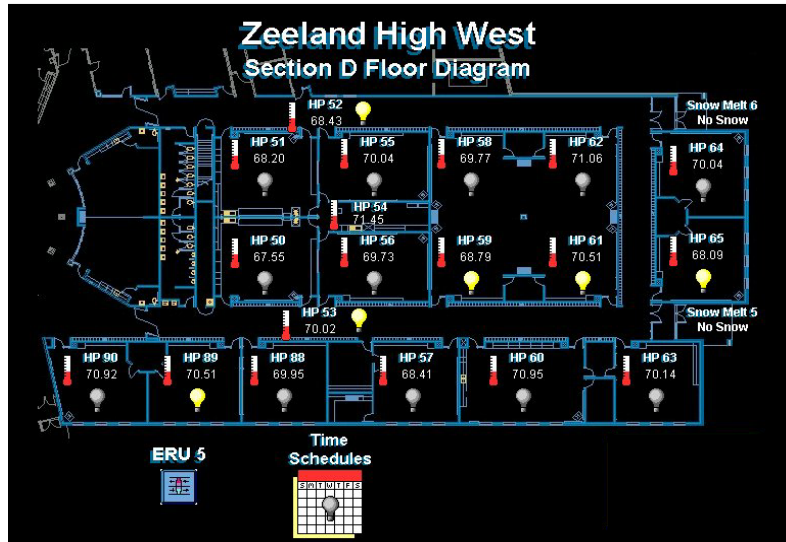 Zeeland High West
Section D Floor Diagram
Snow Melt 6
No Snow
HP 52
68.43
HP 51
68.20
HP 55
70.04
HP 58
69.77
HP 62
71.06
HP 64
70.04
HP 54
71.45
HP 50
67.55
HP 56
69.73
HP 59
68.79
HP 61
70.51
HP 65
68.09
HP 53
70.02
Snow Melt 5
No Snow
HP 90
70.92
HP 89
70.51
HP 88
69.95
HP 57
68.41
HP 60
70.95
HP 63
70.14
ERU 5
Time
Schedules
S M T W T F S